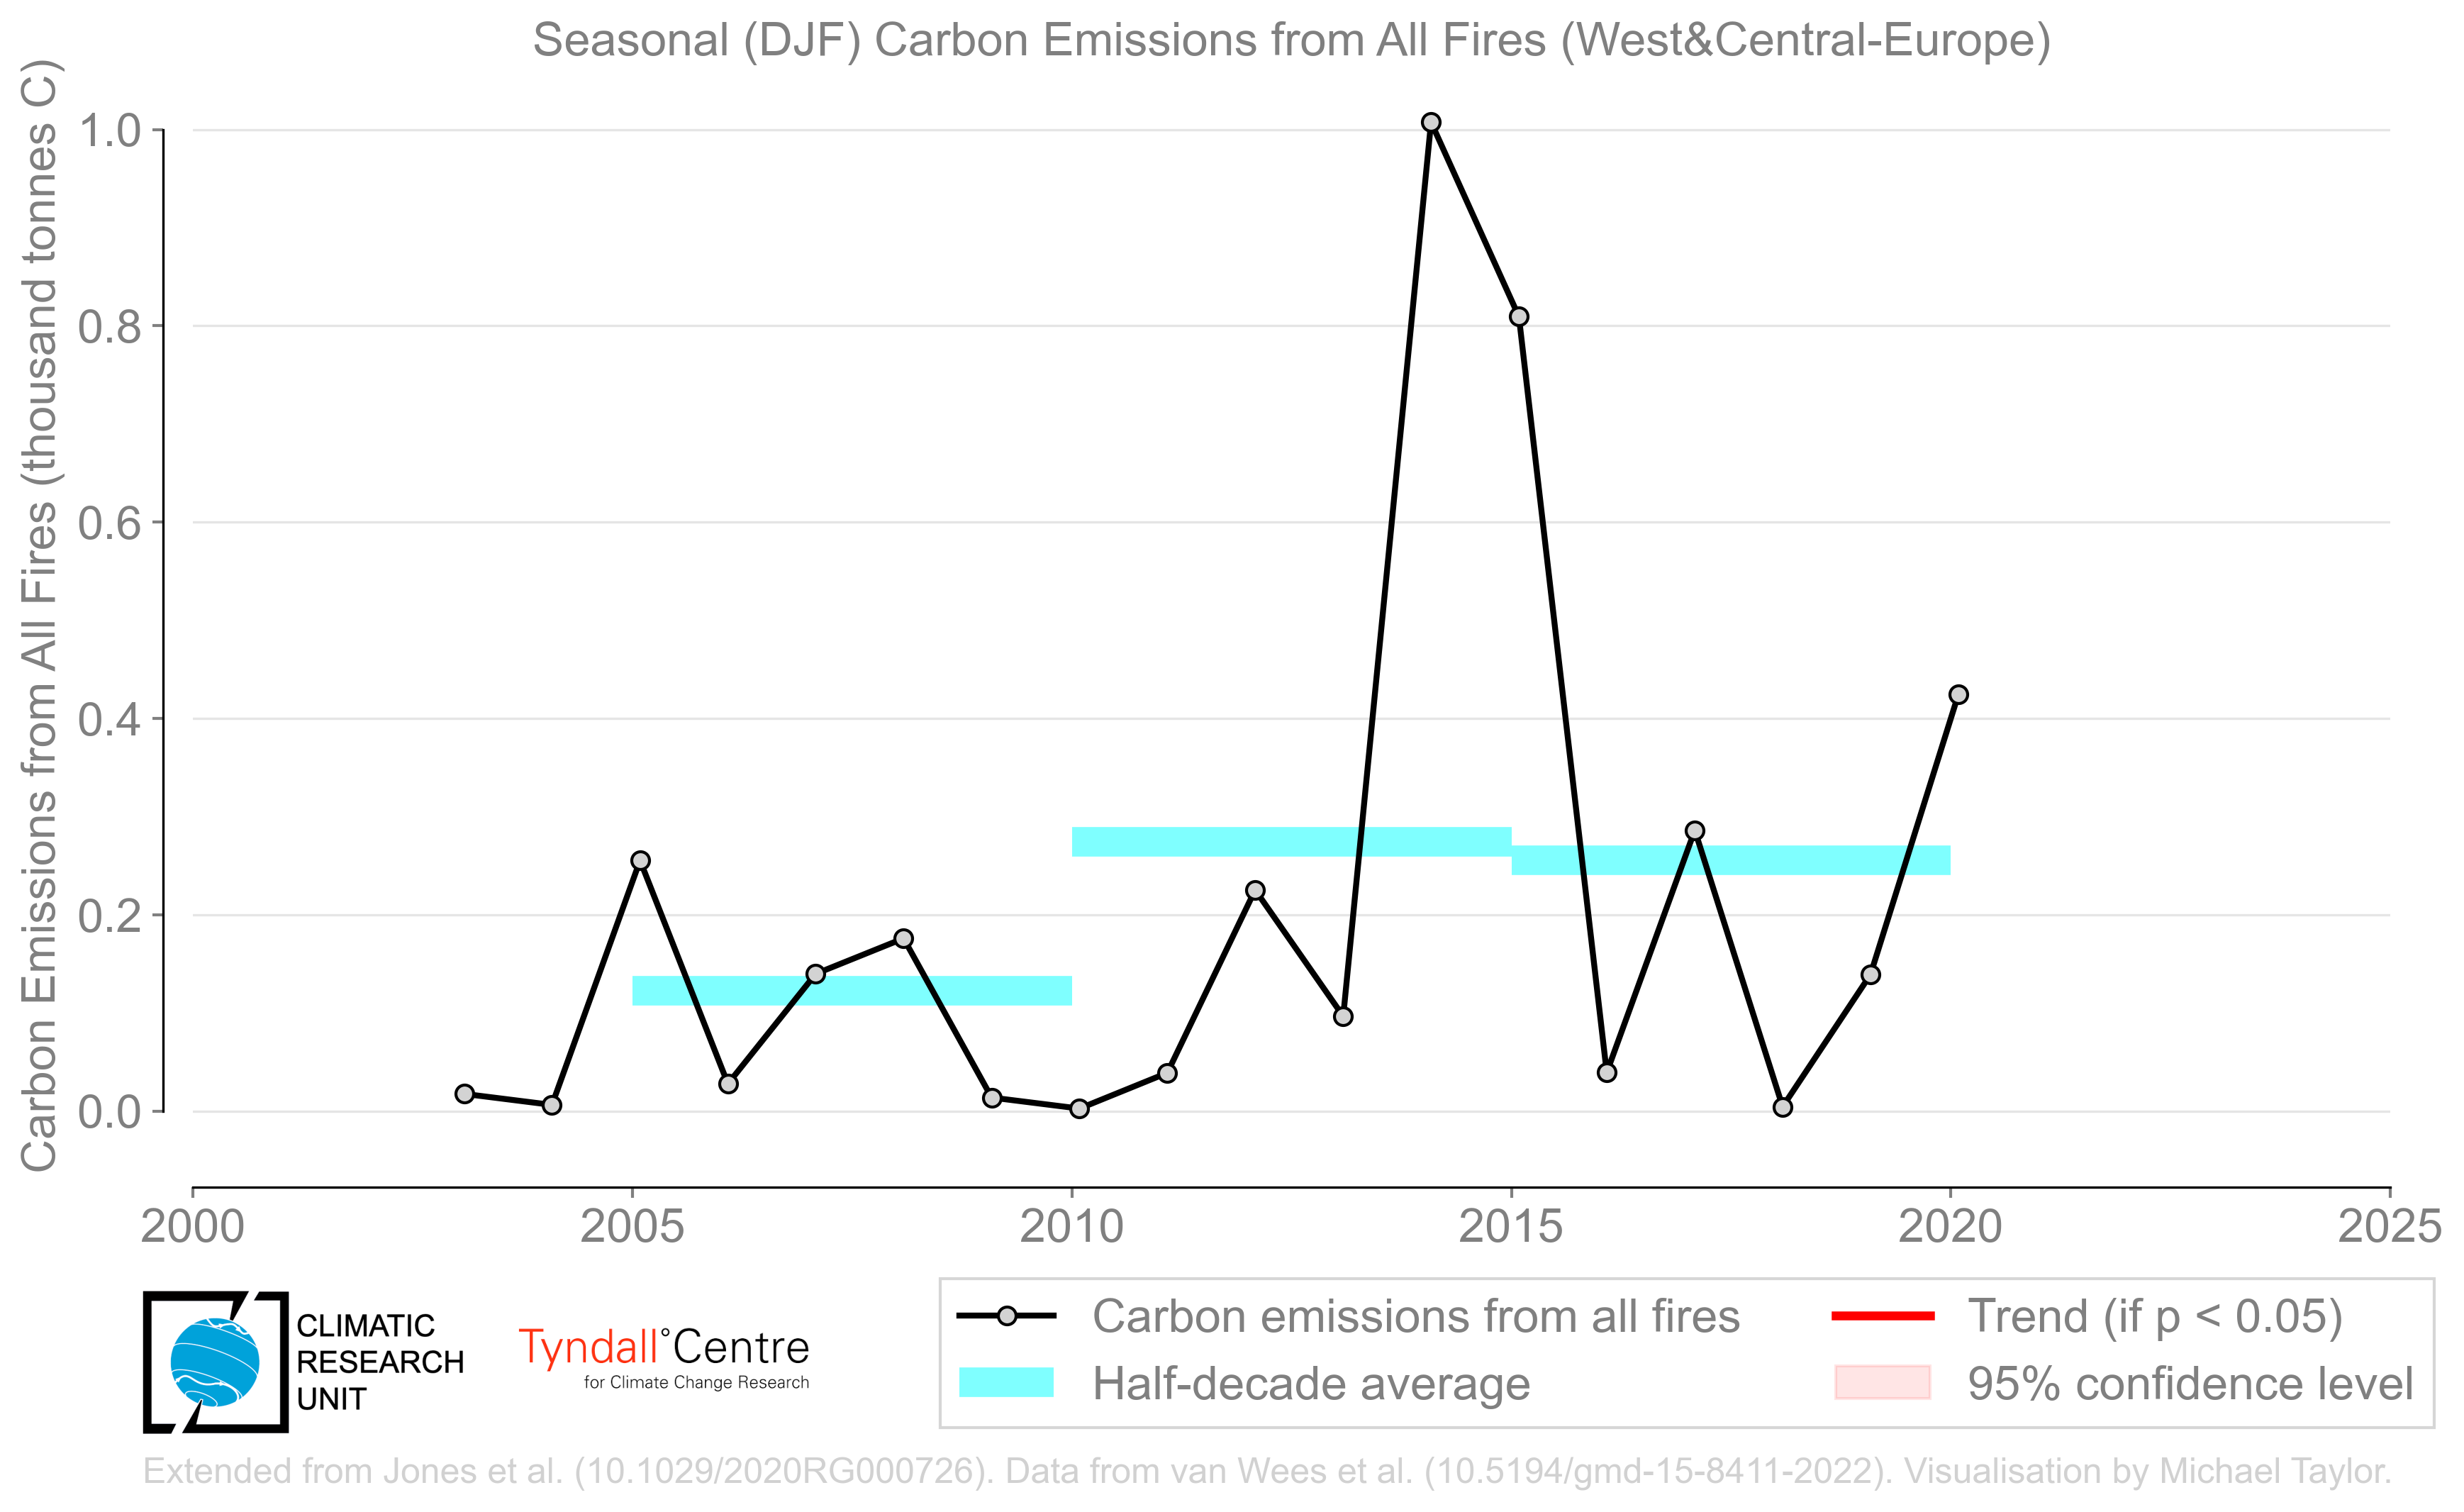 Seasonal (DJF) Carbon Emissions from All Fires (West&Central-Europe)
Carbon Emissions from All Fires (thousand tonnes C)
1.0
0.8
0.6
0.4
0.2
0.0
2000 2005 2010 2015 2020 2025
CLIMATIC
RESEARCH
UNIT
Tyndall°Centre
for Climate Change Research
Carbon emissions from all fires
Half-decade average
Trend (if p < 0.05)
95% confidence level
Extended from Jones et al. (10.1029/2020RG000726). Data from van Wees et al. (10.5194/gmd-15-8411-2022). Visualisation by Michael Taylor.